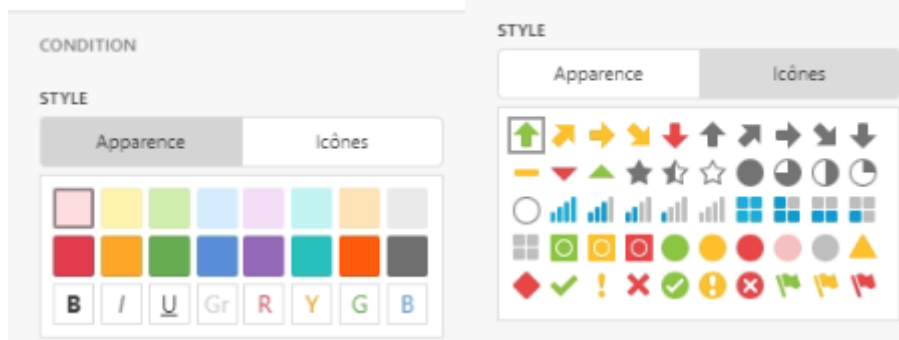 CONDITION
STYLE
Apparence Icônes
B I U Gr R Y G B
STYLE
Apparence Icônes